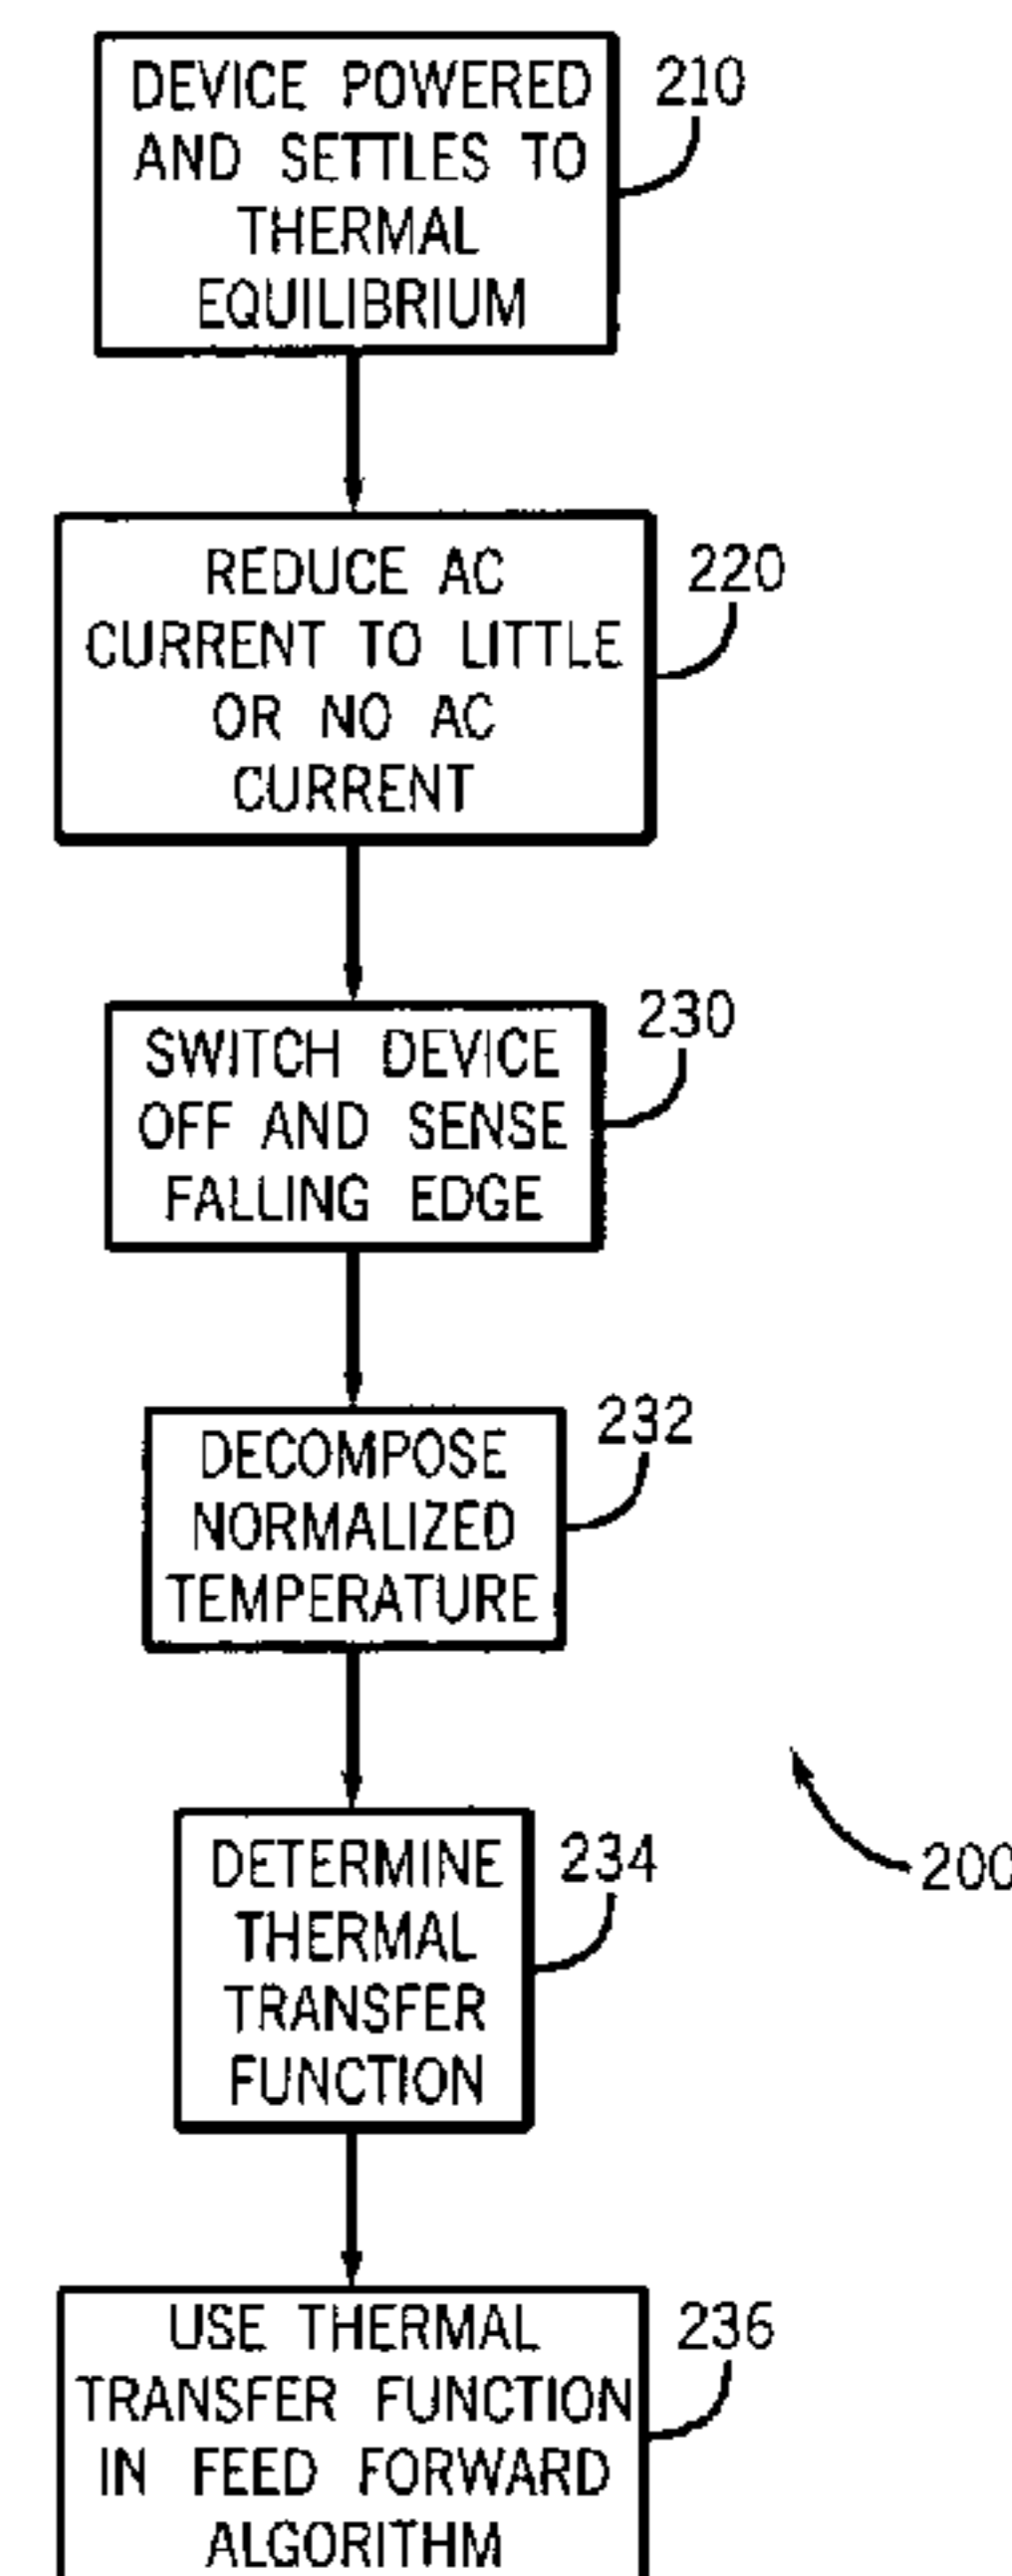 DEVICE POWERED
AND SETTLES TO
THERMAL
EQUILIBRIUM
210
REDUCE AC
CURRENT TO LITTLE
OR NO AC
CURRENT
220
SWITCH DEVICE
OFF AND SENSE
FALLING EDGE
230
DECOMPOSE
NORMALIZED
TEMPERATURE
232
DETERMINE
THERMAL
TRANSFER
FUNCTION
234
200
USE THERMAL
TRANSFER FUNCTION
IN FEED FORWARD
ALGORITHM
236